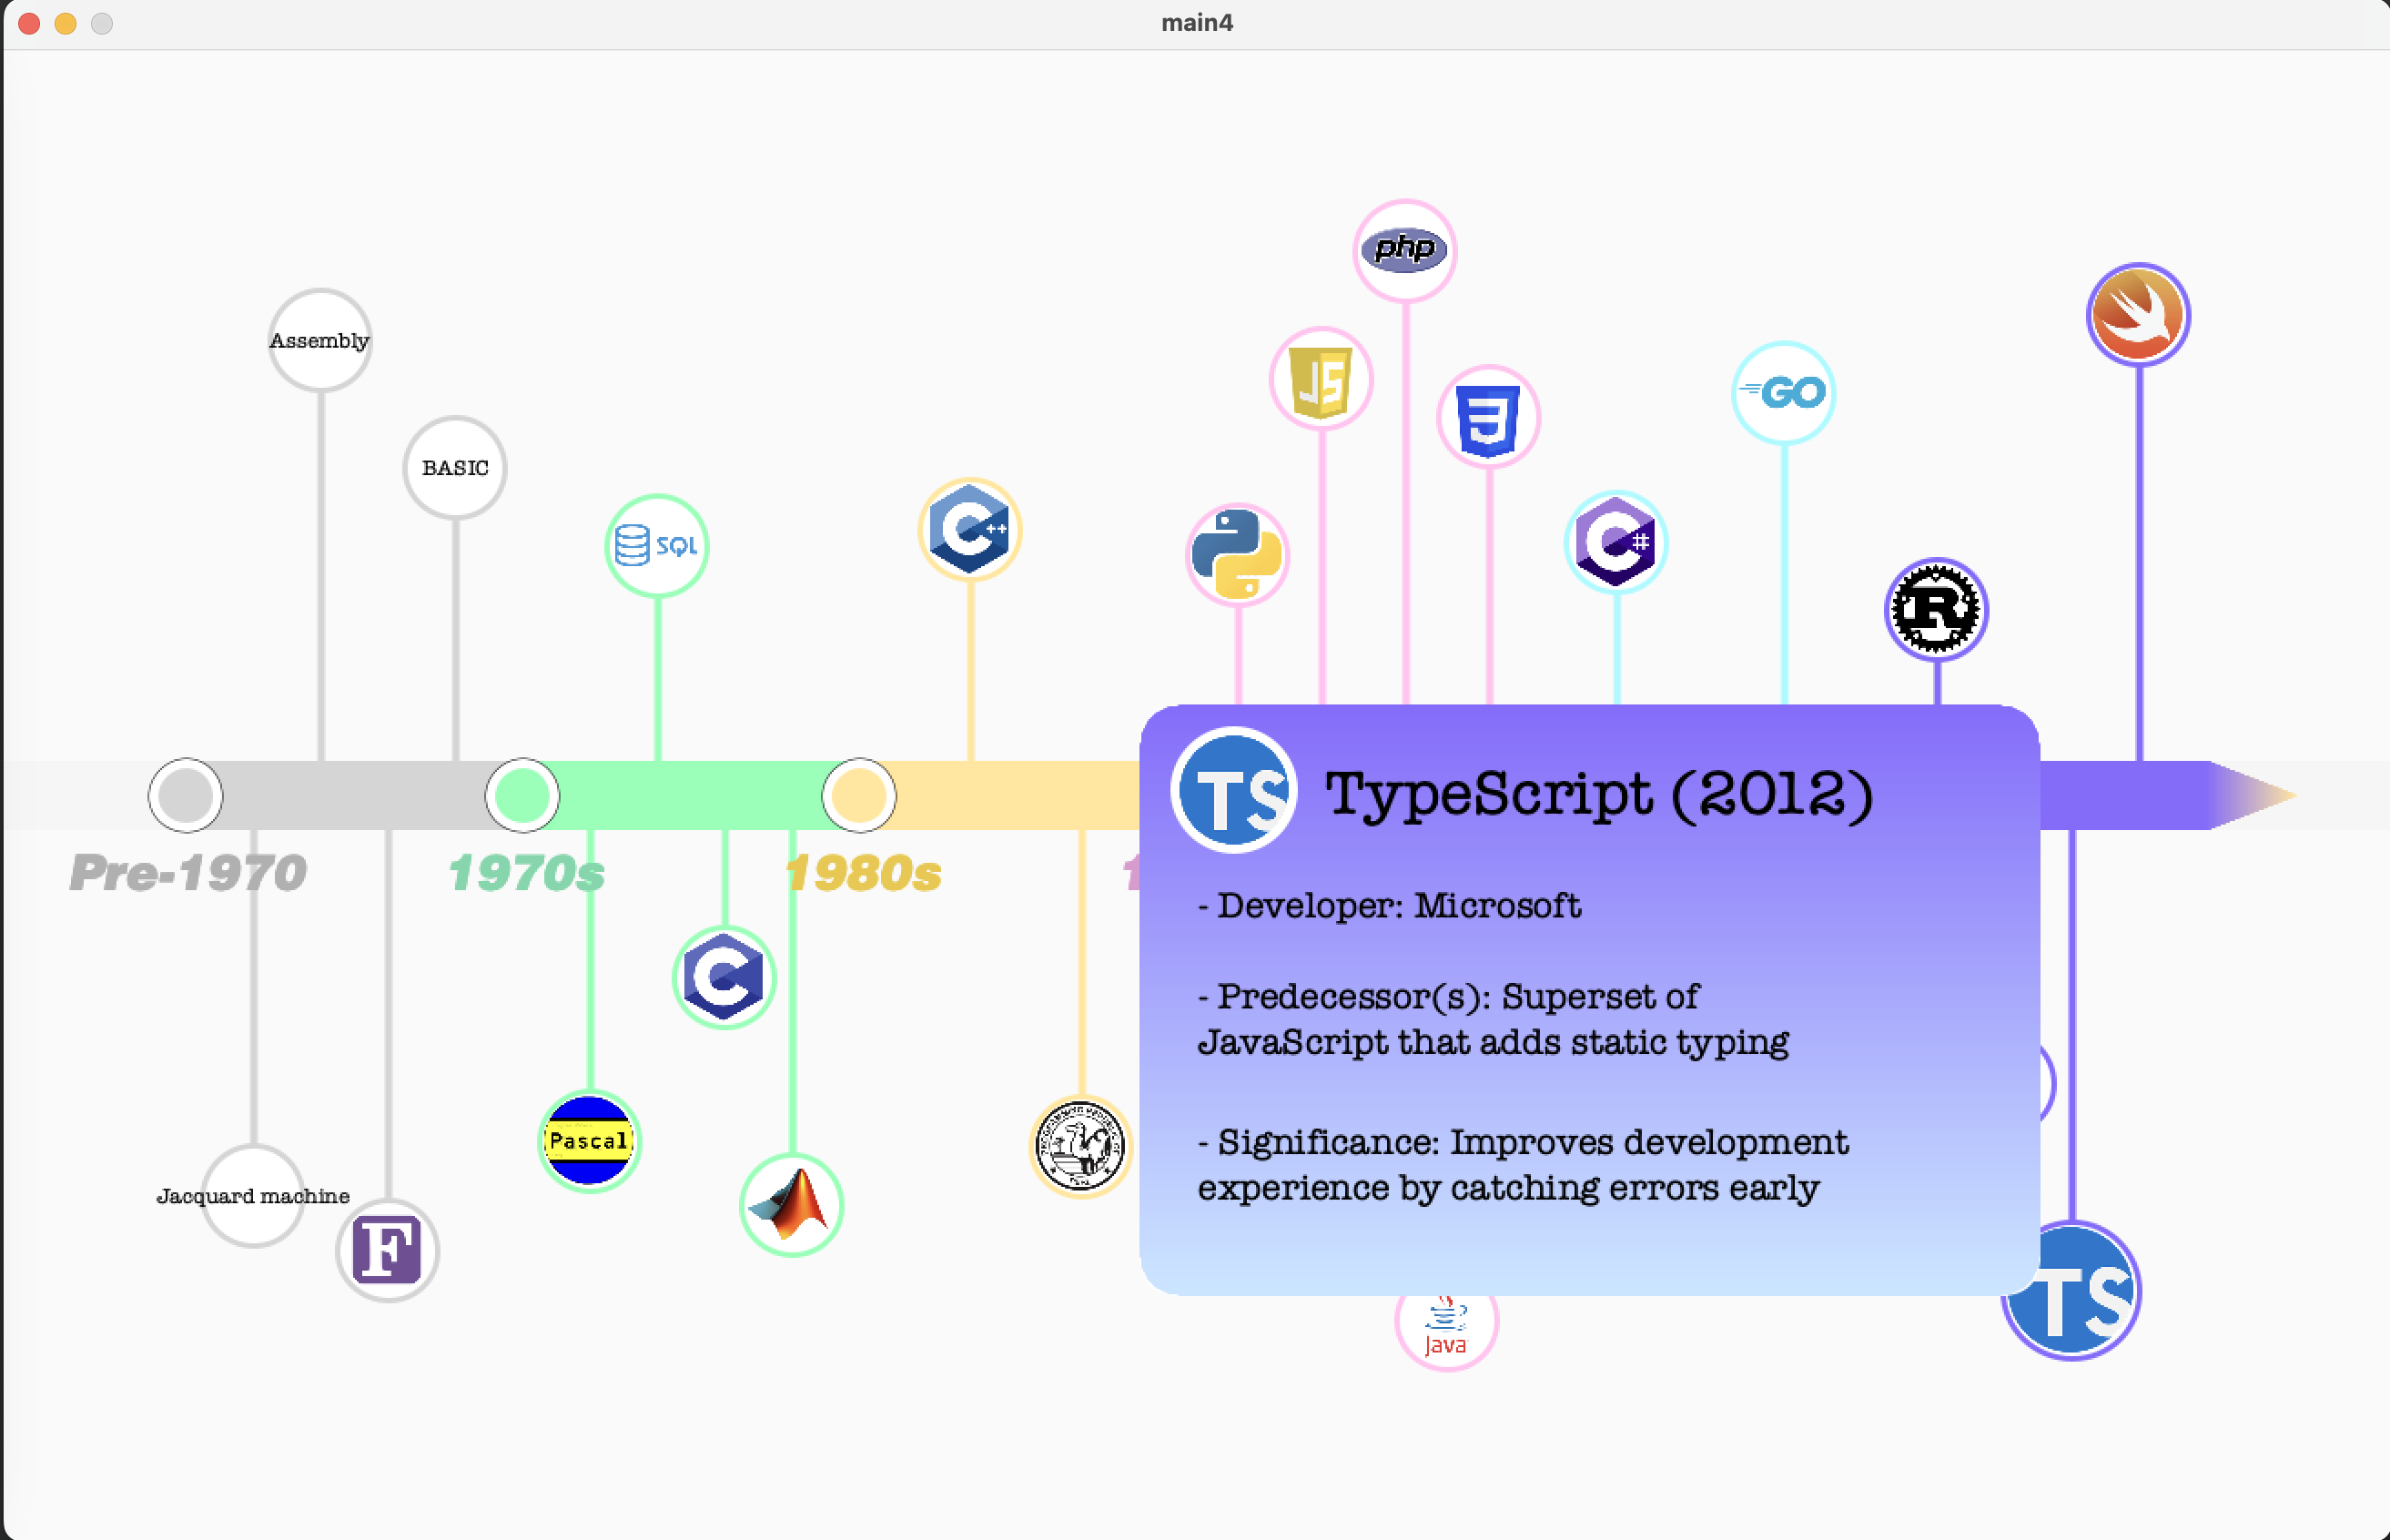 main4
php
Assembly
JS
GO
BASIC
SQL
C++
C#
R
TS
TypeScript (2012)
Pre-1970
1970s
1980s
- Developer: Microsoft
C
- Predecessor(s): Superset of
JavaScript that adds static typing
Pascal
- Significance: Improves development
experience by catching errors early
Jacquard machine
F
TS
Java